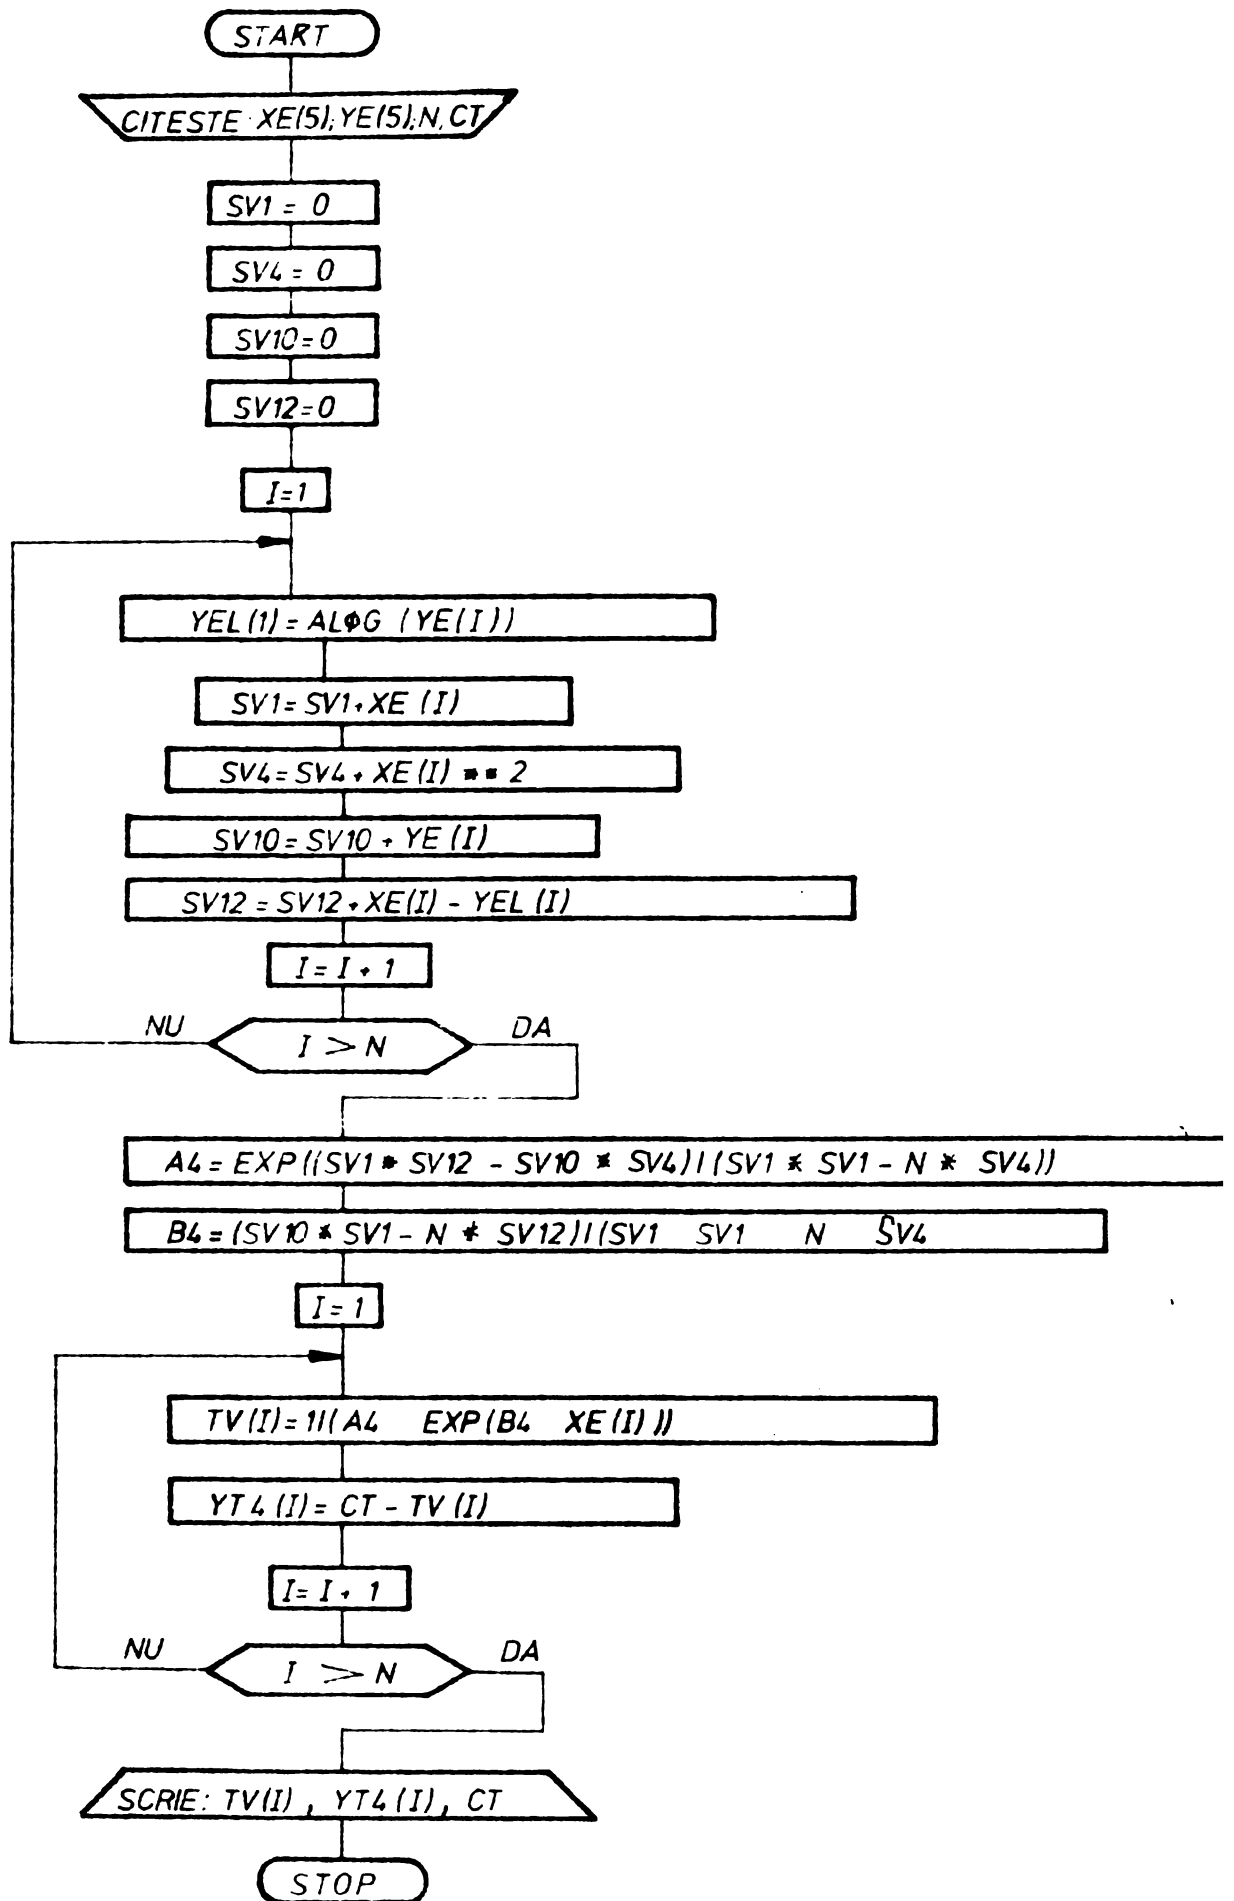 START
CITESTE: XE(5); YE(5); N, CT
SV1 = 0
SV4 = 0
SV10=0
SV12=0
I=1
YEL(1) = ALΦG (YE(I))
SV1=SV1+XE (I)
SV4=SV4+ XE(I) ** 2
SV10=SV10 + YE (I)
SV12 = SV12 + XE(I) - YEL (I)
I = I + 1
NU
I > N
DA
A4 = EXP((SV1 * SV12 - SV10 * SV4)I(SV1 * SV1 - N * SV4))
B4 = (SV10 * SV1 - N * SV12)I(SV1 SV1 N SV4
I = 1
TV(I)=1I(A4 EXP(B4 XE(I)))
YT4 (I) = CT - TV (I)
I= I + 1
NU
I > N
DA
SCRIE: TV(I), YT4(I), CT
STOP